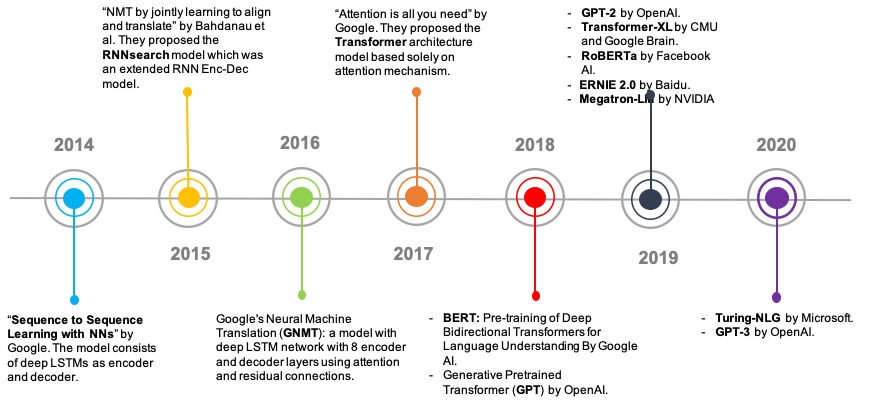 “NMT by jointly learning to align
and translate” by Bahdanau et
al. They proposed the
RNNsearch model which was
an extended RNN Enc-Dec
model.
“Attention is all you need” by
Google. They proposed the
Transformer architecture
model based solely on
attention mechanism.
- GPT-2 by OpenAI.
- Transformer-XL by CMU
and Google Brain.
- RoBERTa by Facebook
AI.
- ERNIE 2.0 by Baidu.
- Megatron-LM by NVIDIA
2014
2016
2018
2020
2015
2017
2019
“Sequence to Sequence
Learning with NNs” by
Google. The model consists
of deep LSTMs as encoder
and decoder.
Google's Neural Machine
Translation (GNMT): a model with
deep LSTM network with 8 encoder
and decoder layers using attention
and residual connections.
- BERT: Pre-training of Deep
Bidirectional Transformers for
Language Understanding By Google
AI.
- Generative Pretrained
Transformer (GPT) by OpenAI.
- Turing-NLG by Microsoft.
- GPT-3 by OpenAI.